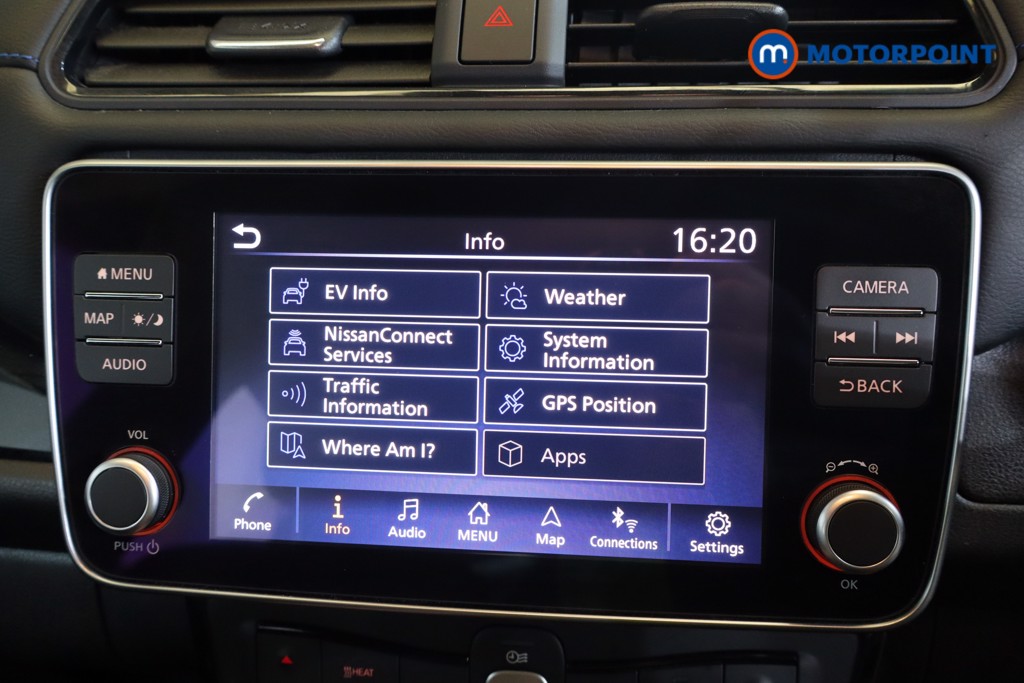 m. MOTORPOINT
MENU
MAP
AUDIO
VOL
PUSH
Info
16:20
EV Info
Weather
NissanConnect
Services
System
Information
Traffic
Information
GPS Position
Where Am I?
Apps
Phone
Info
Audio
MENU
Map
Connections
Settings
CAMERA
BACK
OK
HEAT